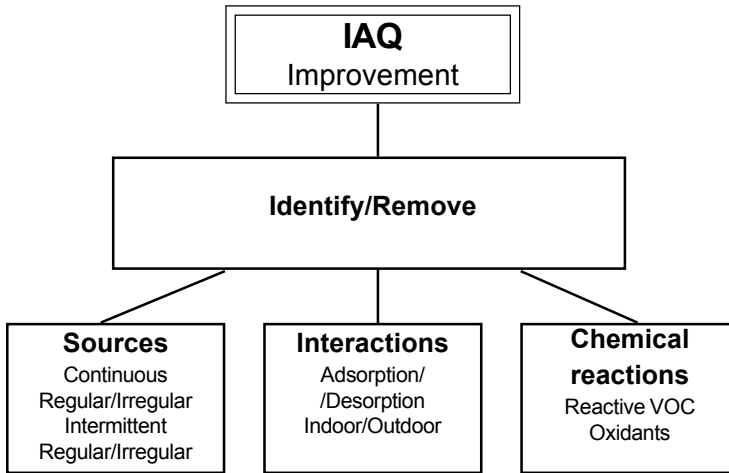 IAQ
Improvement
Identify/Remove
Sources
Continuous
Regular/Irregular
Intermittent
Regular/Irregular
Interactions
Adsorption/
/Desorption
Indoor/Outdoor
Chemical
reactions
Reactive VOC
Oxidants